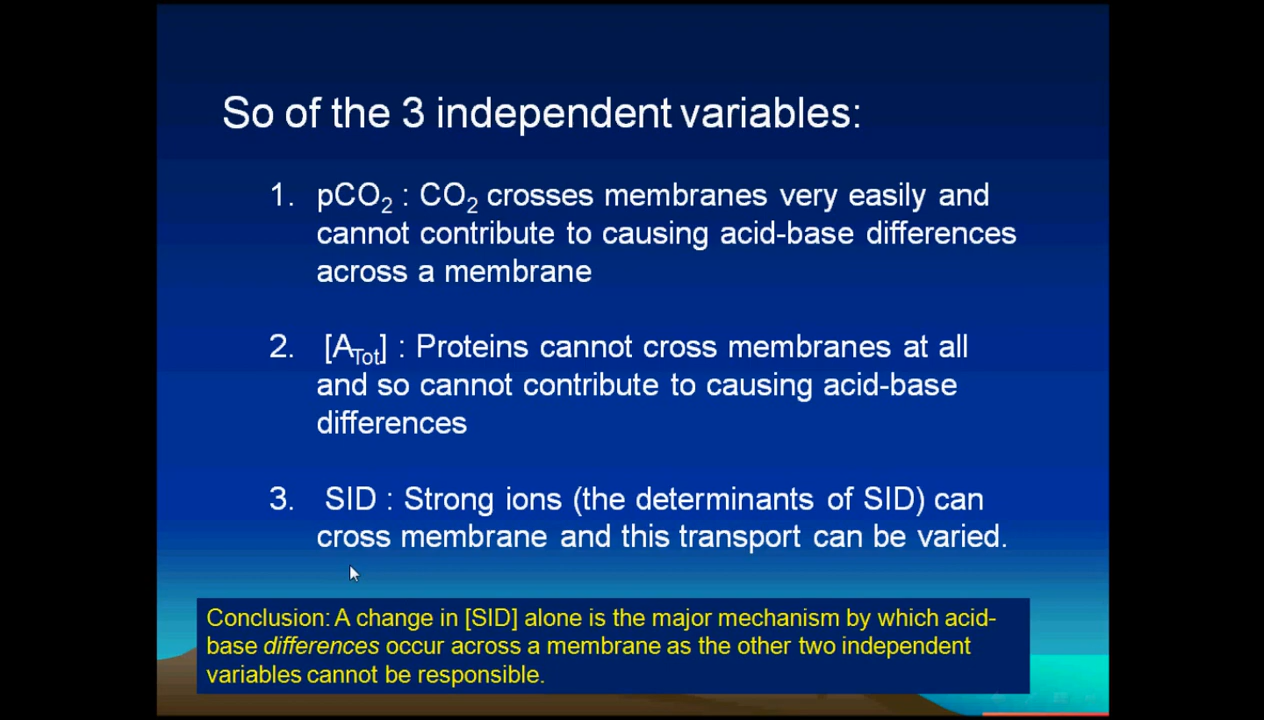 So of the 3 independent variables:
1. pCO₂ : CO₂ crosses membranes very easily and
cannot contribute to causing acid-base differences
across a membrane
2. [A_Tot] : Proteins cannot cross membranes at all
and so cannot contribute to causing acid-base
differences
3. SID : Strong ions (the determinants of SID) can
cross membrane and this transport can be varied.
Conclusion: A change in [SID] alone is the major mechanism by which acid-
base differences occur across a membrane as the other two independent
variables cannot be responsible.